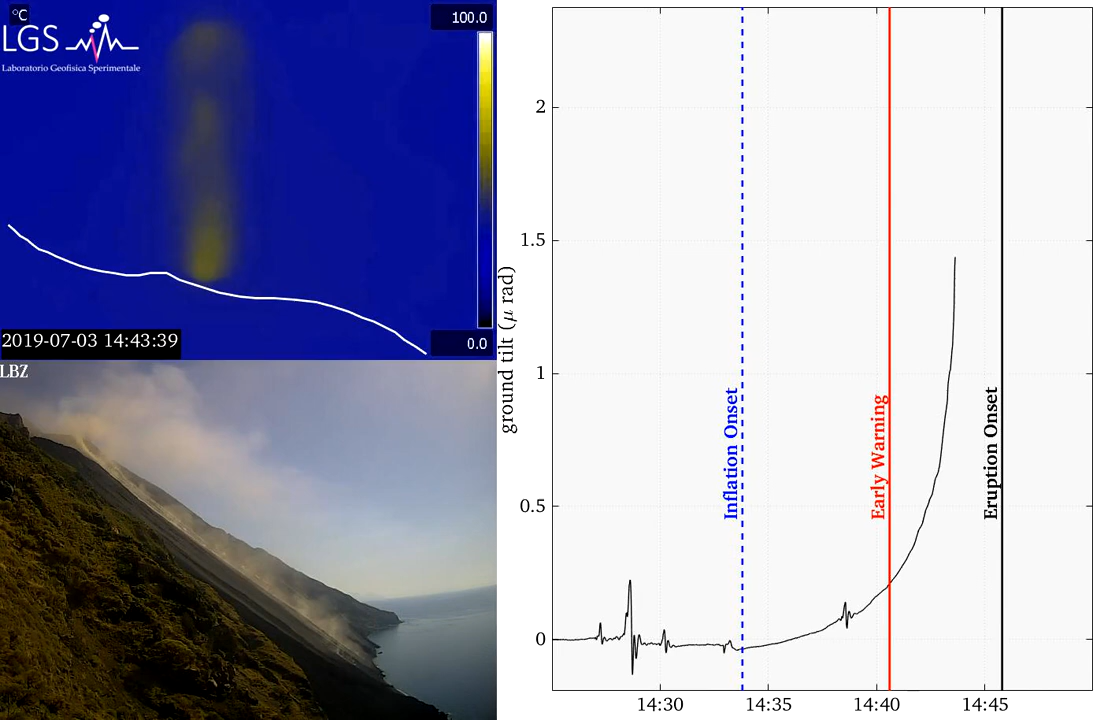 °C
LGS
Laboratorio Geofisica Sperimentale
100.0
0.0
2019-07-03 14:43:39
LBZ
ground tilt (μ rad)
2
1.5
1
0.5
0
Inflation Onset
Early Warning
Eruption Onset
14:30
14:35
14:40
14:45